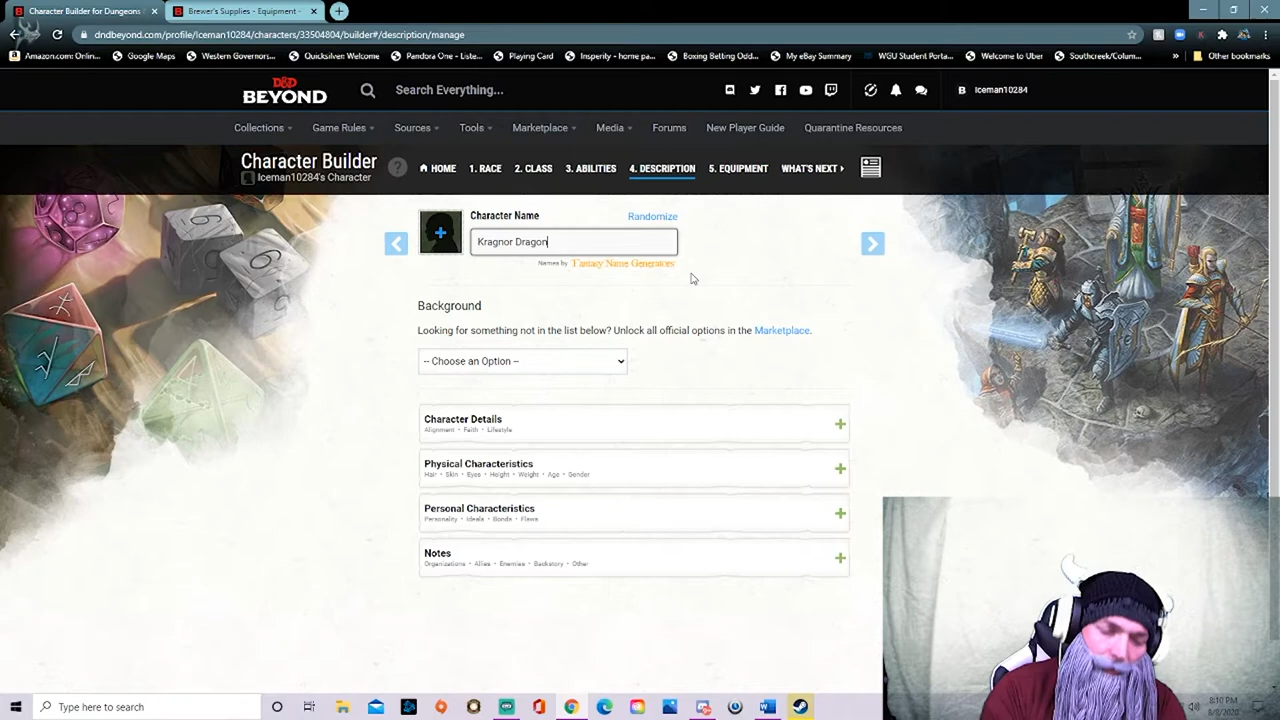 Character Builder for Dungeons
Brewer's Supplies - Equipment -
dndbeyond.com/profile/Iceman10284/characters/33504804/builder#/description/manage
Amazon.com: Onlin...
Google Maps
Western Governors...
Quicksilver Welcome
Pandora One - Liste...
Playing Card
Insperity - home pa...
Boxing Betting Odd...
My eBay Summary
WGU Student Porta...
Welcome to Uber
Southcreek/Colum...
»
Other bookmarks
D&D
BEYOND
Search Everything...
B Iceman10284
Collections
Game Rules
Sources
Tools
Marketplace
Media
Forums
New Player Guide
Quarantine Resources
Character Builder
Iceman10284's Character
?
HOME
1. RACE
2. CLASS
3. ABILITIES
4. DESCRIPTION
5. EQUIPMENT
WHAT'S NEXT
Character Name
Randomize
Kragnor Dragon
Names by Fantasy Name Generators
Background
Looking for something not in the list below? Unlock all official options in the Marketplace.
-- Choose an Option --
Character Details
Alignment • Faith • Lifestyle
Physical Characteristics
Hair • Skin • Eyes • Height • Weight • Age • Gender
Personal Characteristics
Personality • Ideals • Bonds • Flaws
Notes
Organizations • Allies • Enemies • Backstory • Other
Type here to search
8:10 PM
8/8/2020